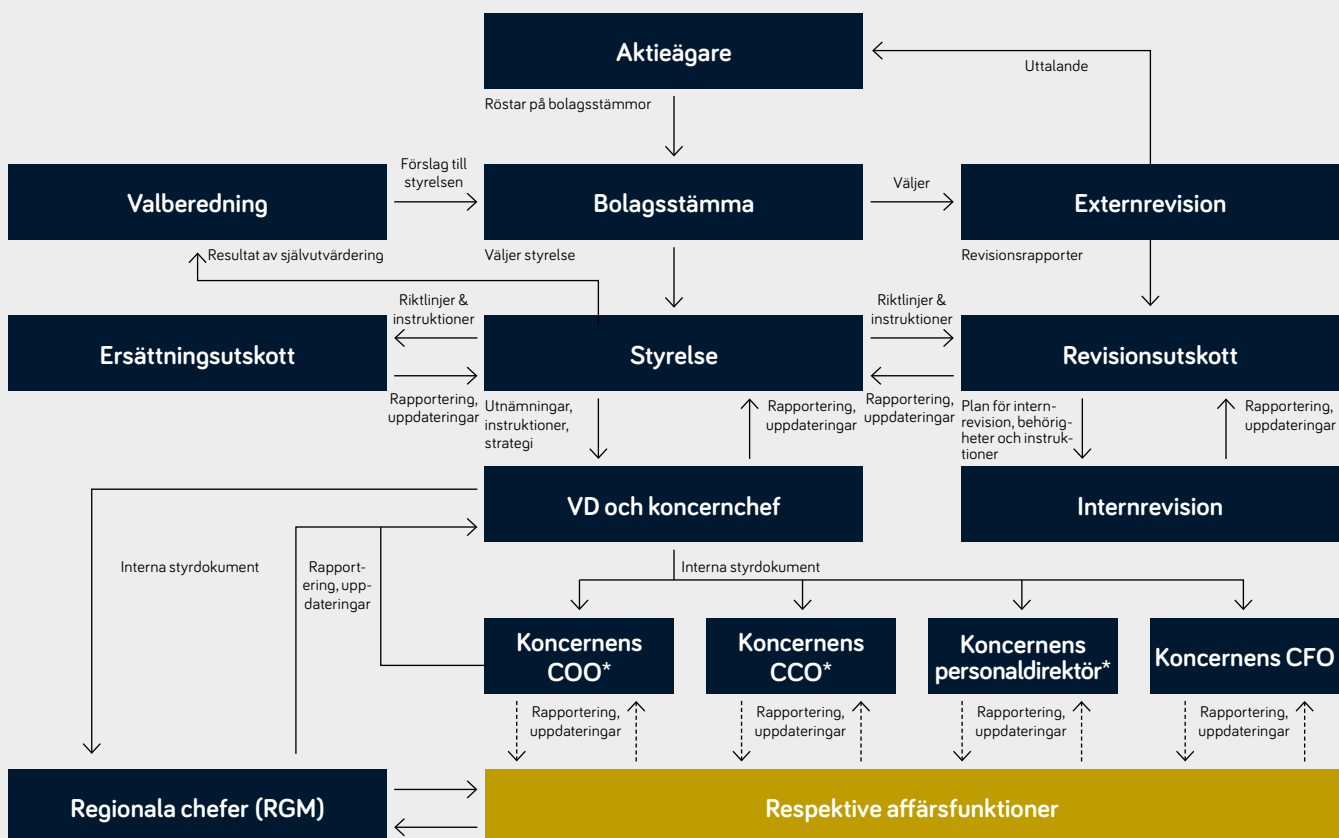 Aktieägare
Uttalande
Röstar på bolagsstämmor
Valberedning
Förslag till
styrelsen
Bolagsstämma
Väljer
Externrevision
Resultat av självutvärdering
Väljer styrelse
Revisionsrapporter
Ersättningsutskott
Riktlinjer &
instruktioner
Rapportering,
uppdateringar
Styrelse
Riktlinjer &
instruktioner
Rapportering,
uppdateringar
Revisionsutskott
Utnämningar,
instruktioner,
strategi
Rapportering,
uppdateringar
Plan för intern-
revision, behörig-
heter och instruk-
tioner
Rapportering,
uppdateringar
VD och koncernchef
Internrevision
Interna styrdokument
Rapport-
ering, upp-
dateringar
Interna styrdokument
Koncernens
COO*
Koncernens
CCO*
Koncernens
personaldirektör*
Koncernens CFO
Rapportering,
uppdateringar
Rapportering,
uppdateringar
Rapportering,
uppdateringar
Rapportering,
uppdateringar
Regionala chefer (RGM)
Respektive affärsfunktioner